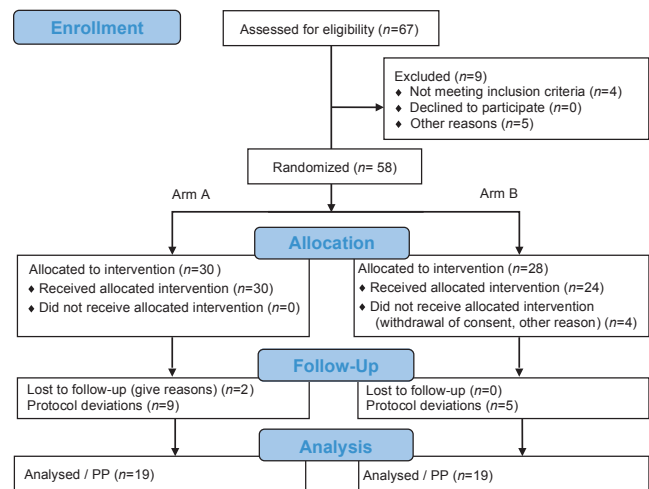 Enrollment
Assessed for eligibility (n=67)
Excluded (n=9)
♦ Not meeting inclusion criteria (n=4)
♦ Declined to participate (n=0)
♦ Other reasons (n=5)
Randomized (n= 58)
Arm A
Arm B
Allocation
Allocated to intervention (n=30)
♦ Received allocated intervention (n=30)
♦ Did not receive allocated intervention (n=0)
Allocated to intervention (n=28)
♦ Received allocated intervention (n=24)
♦ Did not receive allocated intervention
(withdrawal of consent, other reason) (n=4)
Follow-Up
Lost to follow-up (give reasons) (n=2)
Protocol deviations (n=9)
Lost to follow-up (n=0)
Protocol deviations (n=5)
Analysis
Analysed / PP (n=19)
Analysed / PP (n=19)